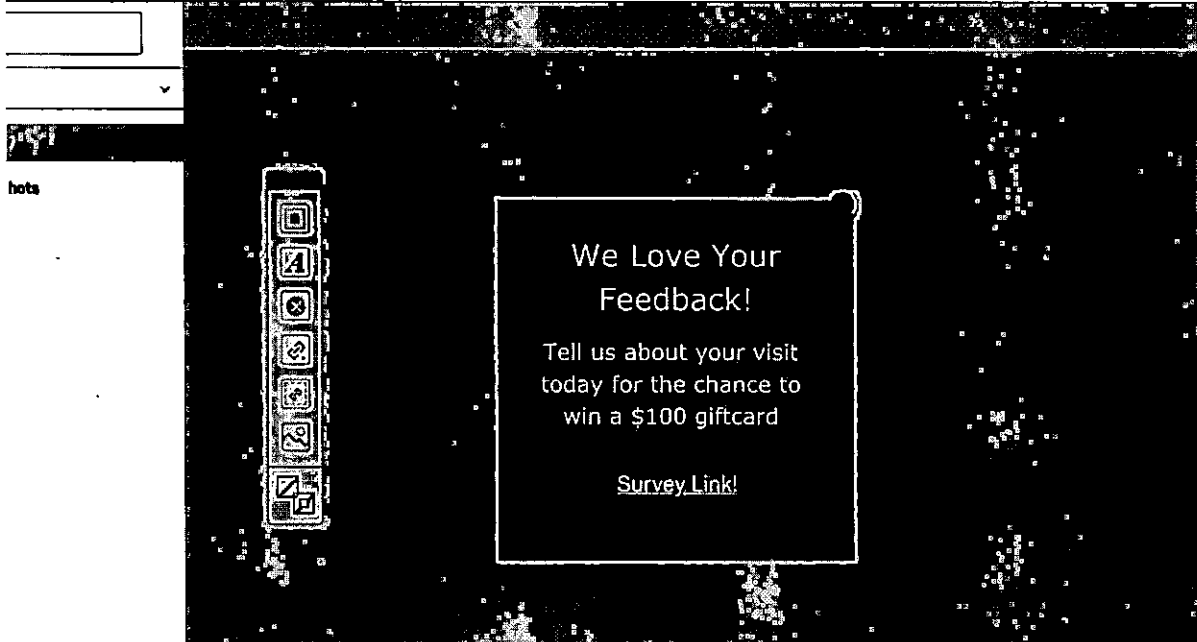 hots
We Love Your
Feedback!
Tell us about your visit
today for the chance to
win a $100 giftcard
Survey Link!